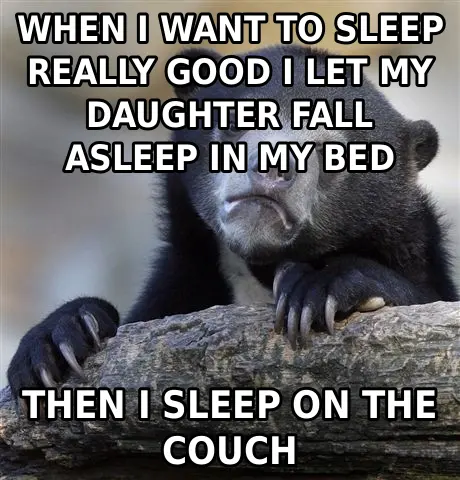 WHEN I WANT TO SLEEP
REALLY GOOD I LET MY
DAUGHTER FALL
ASLEEP IN MY BED
THEN I SLEEP ON THE
COUCH